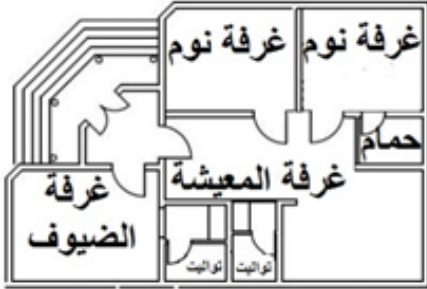 غرفة نوم
غرفة نوم
حمام
غرفة المعيشة
غرفة
الضيوف
تواليت
تواليت